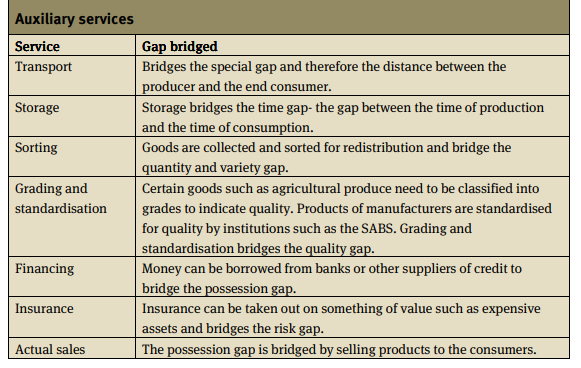 Auxiliary services
Service
Gap bridged
Transport
Bridges the special gap and therefore the distance between the
producer and the end consumer.
Storage
Storage bridges the time gap- the gap between the time of production
and the time of consumption.
Sorting
Goods are collected and sorted for redistribution and bridge the
quantity and variety gap.
Grading and
standardisation
Certain goods such as agricultural produce need to be classified into
grades to indicate quality. Products of manufacturers are standardised
for quality by institutions such as the SABS. Grading and
standardisation bridges the quality gap.
Financing
Money can be borrowed from banks or other suppliers of credit to
bridge the possession gap.
Insurance
Insurance can be taken out on something of value such as expensive
assets and bridges the risk gap.
Actual sales
The possession gap is bridged by selling products to the consumers.